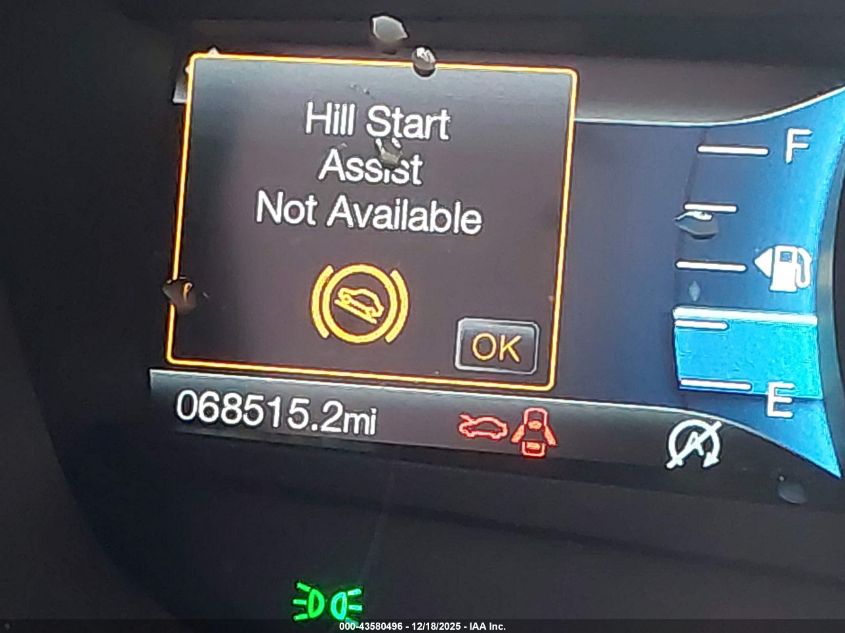 Hill Start
Assist
Not Available
OK
F
E
068515.2mi
000-43580496 - 12/18/2025 - IAA Inc.